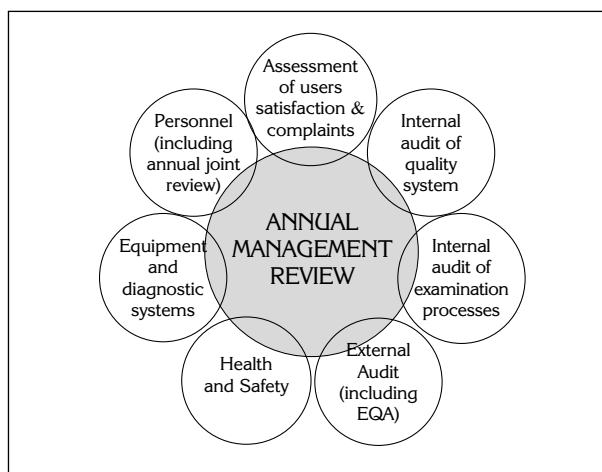 Assessment
of users
satisfaction &
complaints
Internal
audit of
quality
system
Internal
audit of
examination
processes
External
Audit
(including
EQA)
Health
and Safety
Equipment
and
diagnostic
systems
Personnel
(including
annual joint
review)
ANNUAL
MANAGEMENT
REVIEW